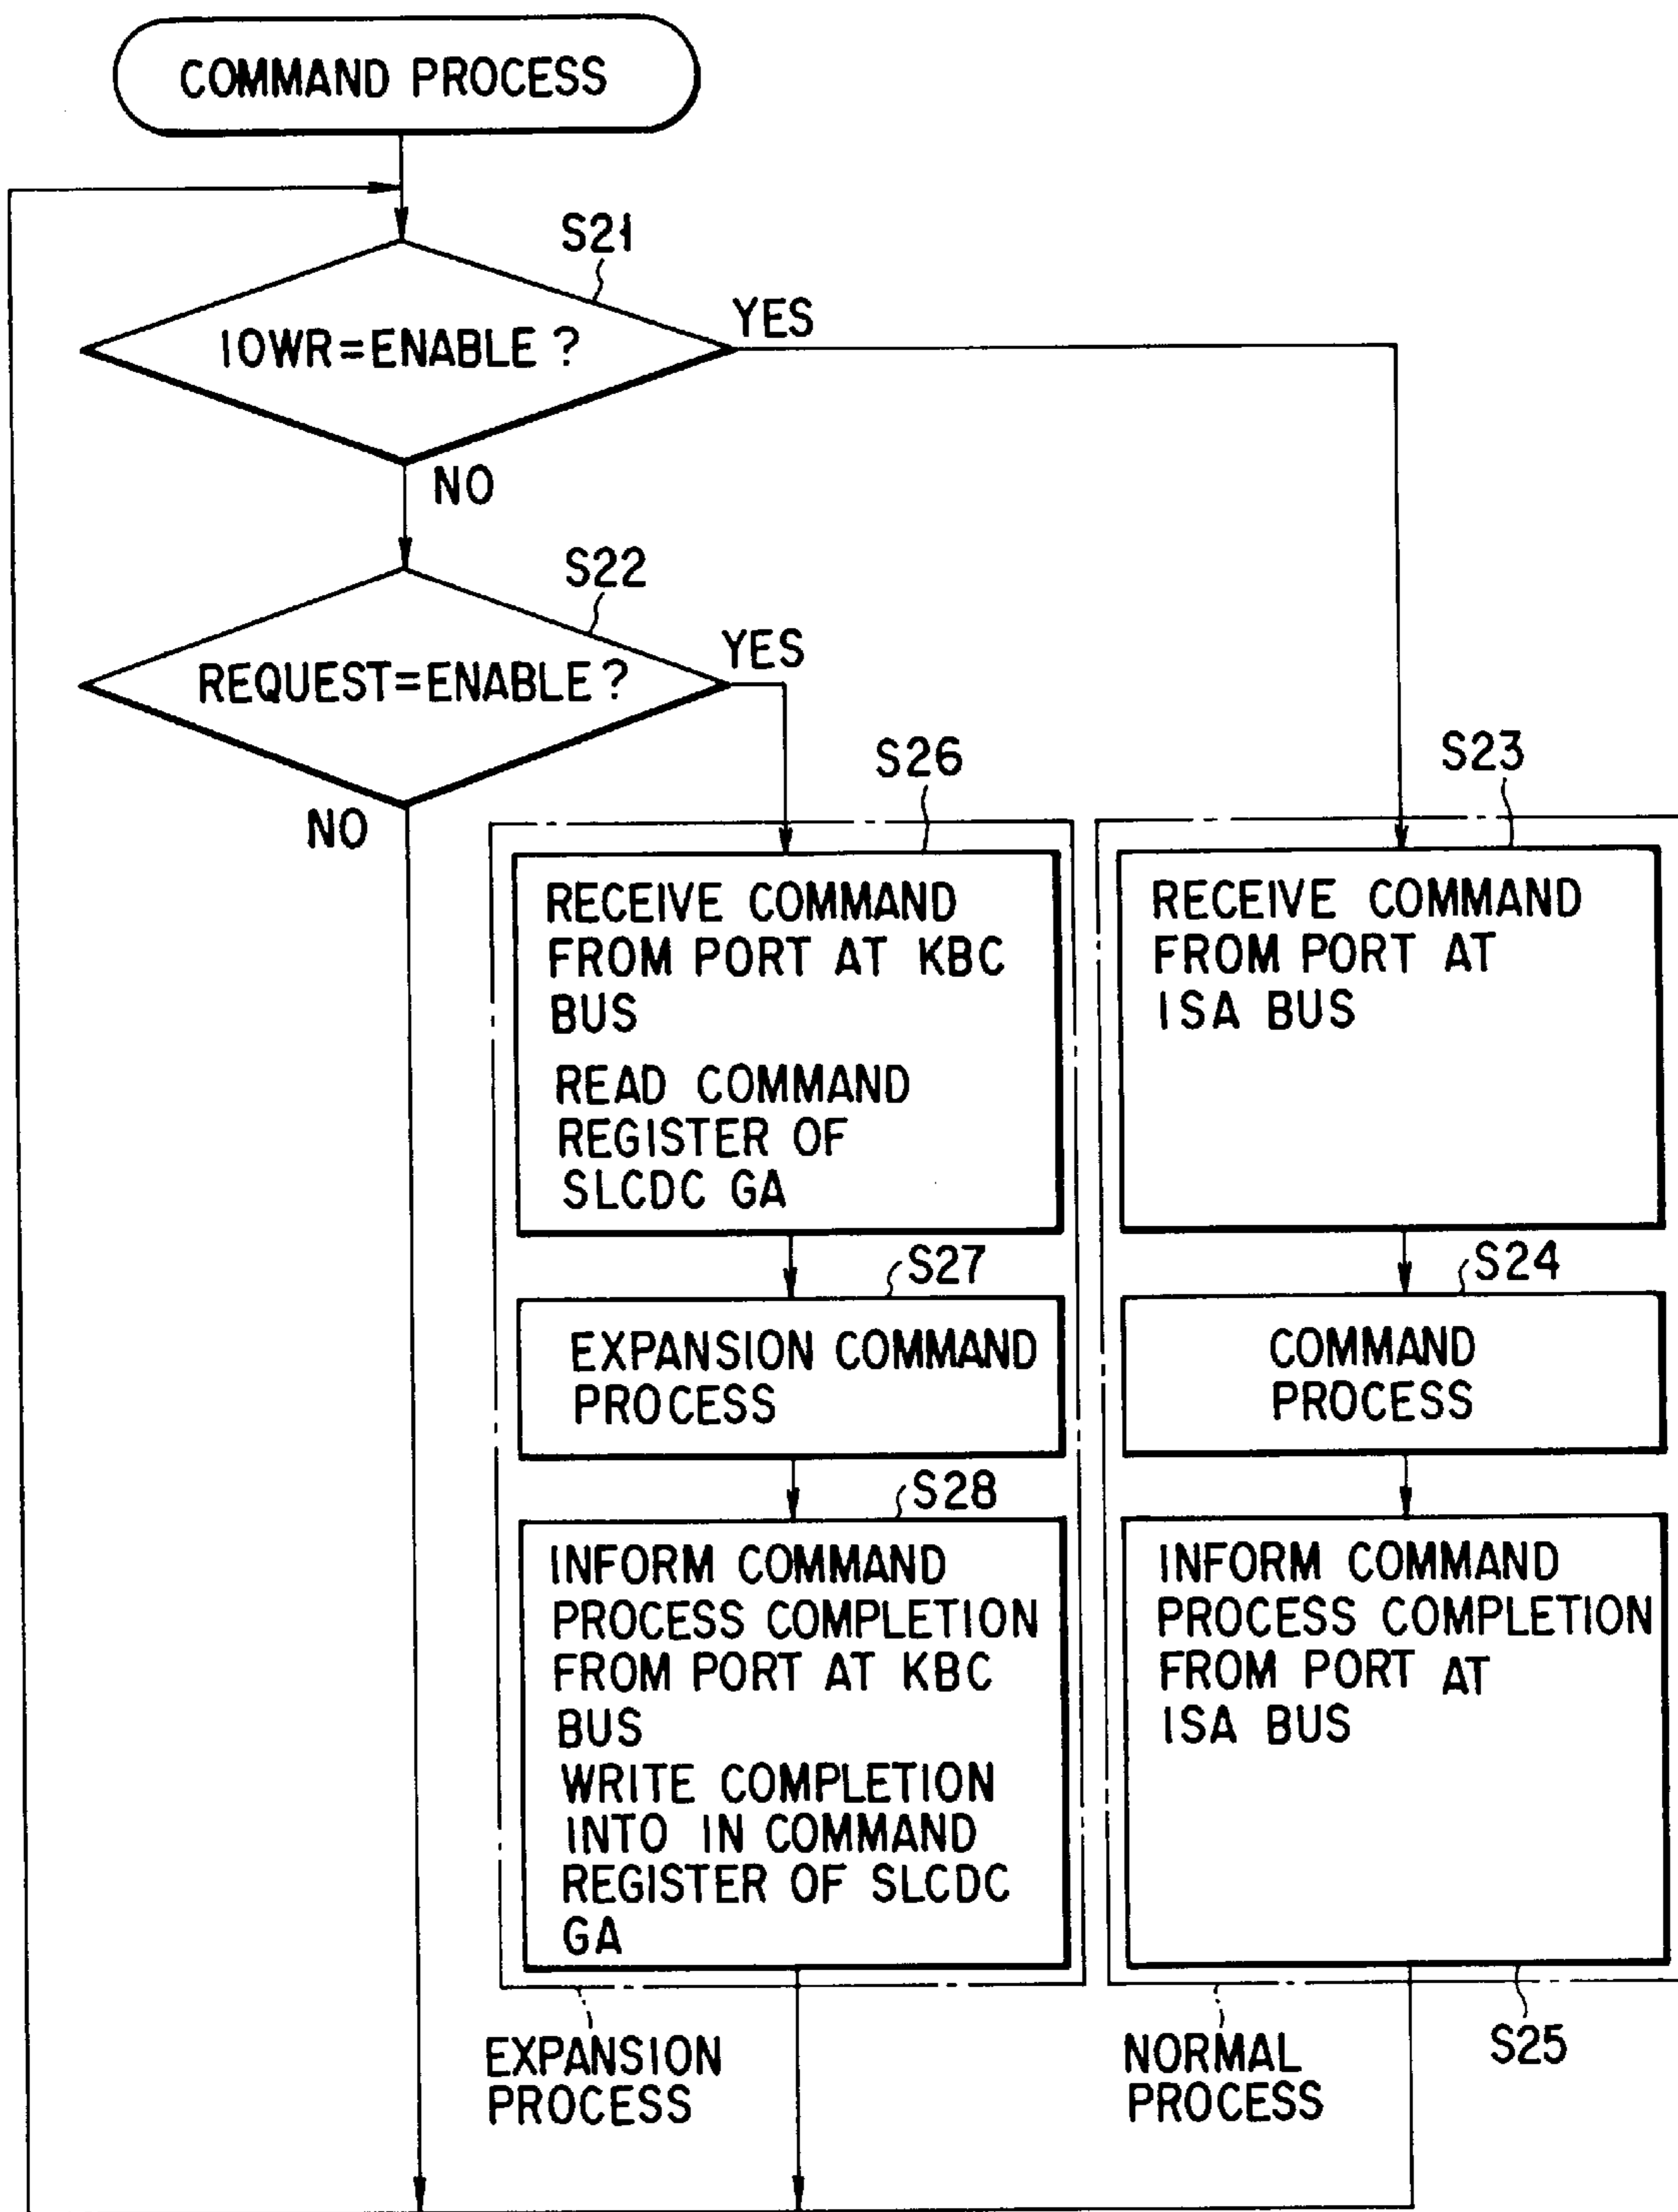 COMMAND PROCESS
S21
IOWR=ENABLE?
YES
NO
S22
REQUEST=ENABLE?
YES
NO
S26
RECEIVE COMMAND
FROM PORT AT KBC
BUS
READ COMMAND
REGISTER OF
SLCDC GA
S27
EXPANSION COMMAND
PROCESS
S28
INFORM COMMAND
PROCESS COMPLETION
FROM PORT AT KBC
BUS
WRITE COMPLETION
INTO IN COMMAND
REGISTER OF SLCDC
GA
EXPANSION
PROCESS
S23
RECEIVE COMMAND
FROM PORT AT
ISA BUS
S24
COMMAND
PROCESS
INFORM COMMAND
PROCESS COMPLETION
FROM PORT AT
ISA BUS
S25
NORMAL
PROCESS